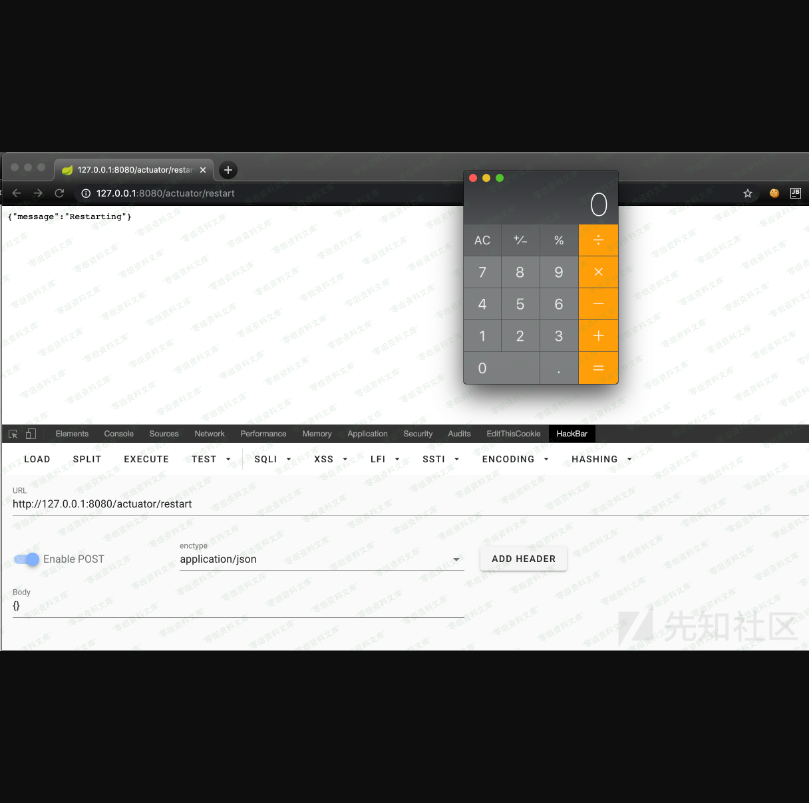 127.0.0.1:8080/actuator/restar
127.0.0.1:8080/actuator/restart
{"message":"Restarting"}
0
AC +/− % ÷
7 8 9 ×
4 5 6 −
1 2 3 +
0 . =
Elements Console Sources Network Performance Memory Application Security Audits EditThisCookie HackBar
LOAD SPLIT EXECUTE TEST SQLI XSS LFI SSTI ENCODING HASHING
URL
http://127.0.0.1:8080/actuator/restart
Enable POST
enctype
application/json
ADD HEADER
Body
{}
先知社区